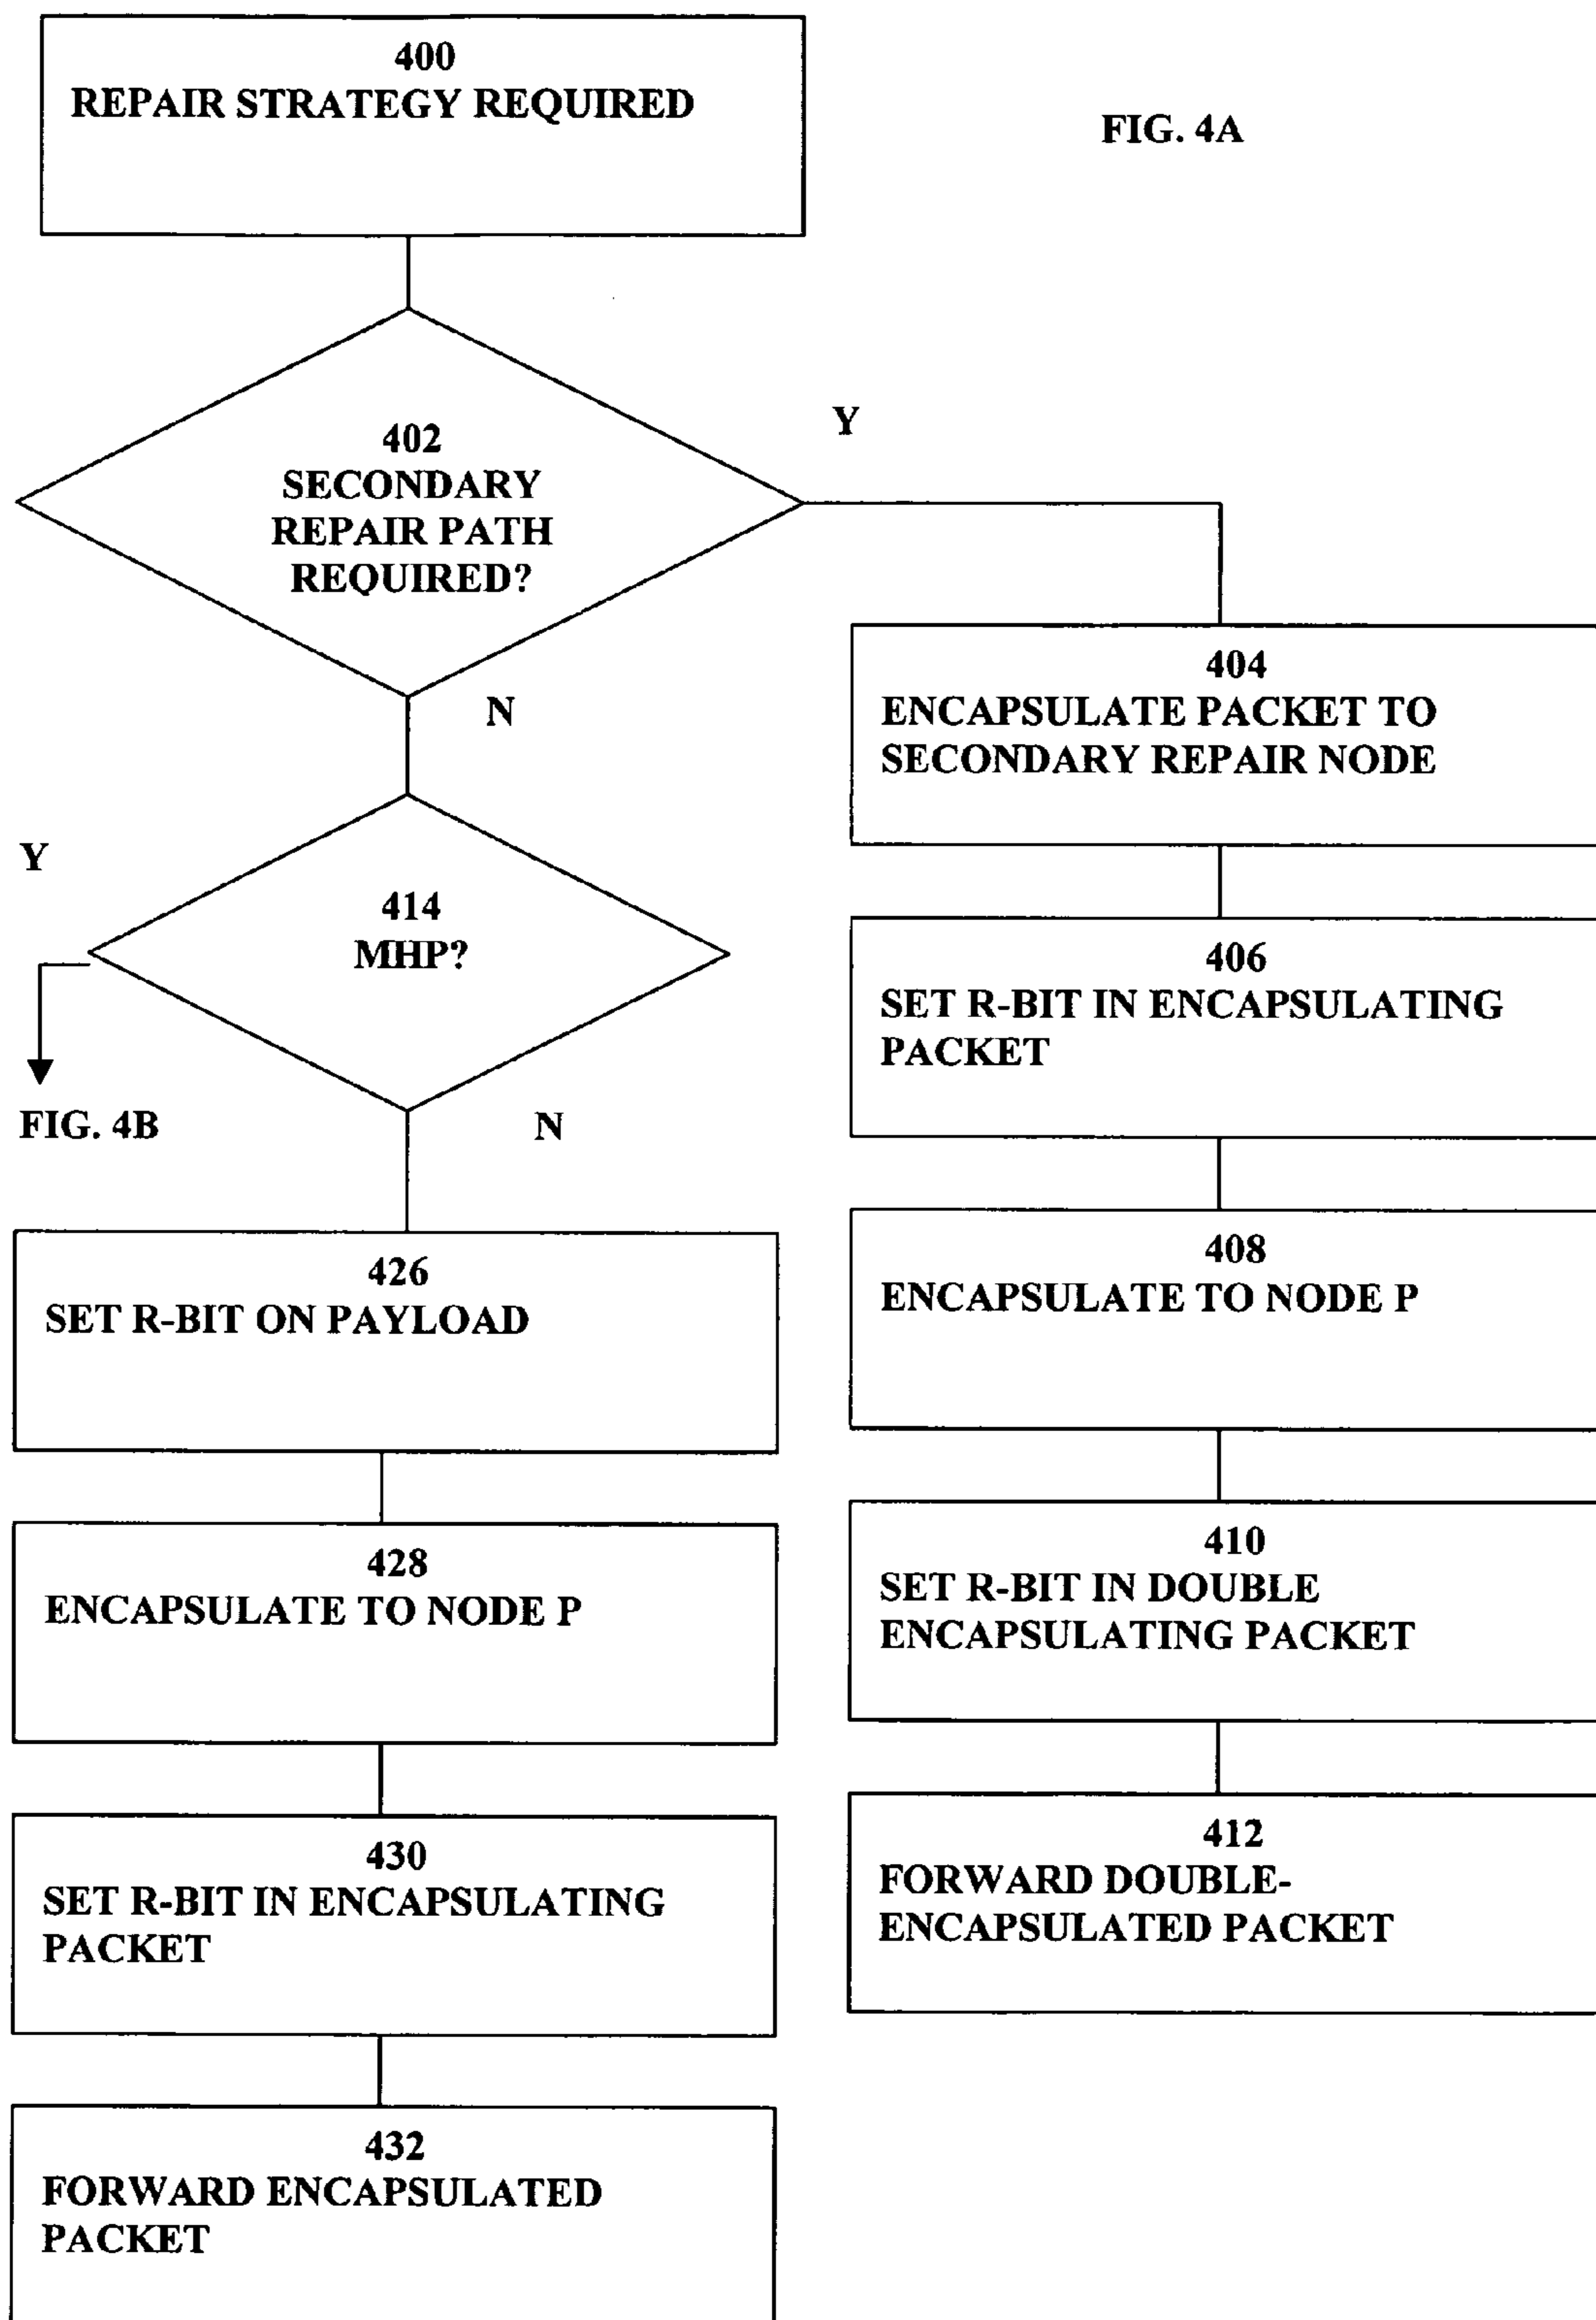 400
REPAIR STRATEGY REQUIRED
FIG. 4A
402
SECONDARY
REPAIR PATH
REQUIRED?
Y
N
404
ENCAPSULATE PACKET TO
SECONDARY REPAIR NODE
Y
414
MHP?
FIG. 4B
N
406
SET R-BIT IN ENCAPSULATING
PACKET
426
SET R-BIT ON PAYLOAD
408
ENCAPSULATE TO NODE P
428
ENCAPSULATE TO NODE P
410
SET R-BIT IN DOUBLE
ENCAPSULATING PACKET
430
SET R-BIT IN ENCAPSULATING
PACKET
412
FORWARD DOUBLE-
ENCAPSULATED PACKET
432
FORWARD ENCAPSULATED
PACKET